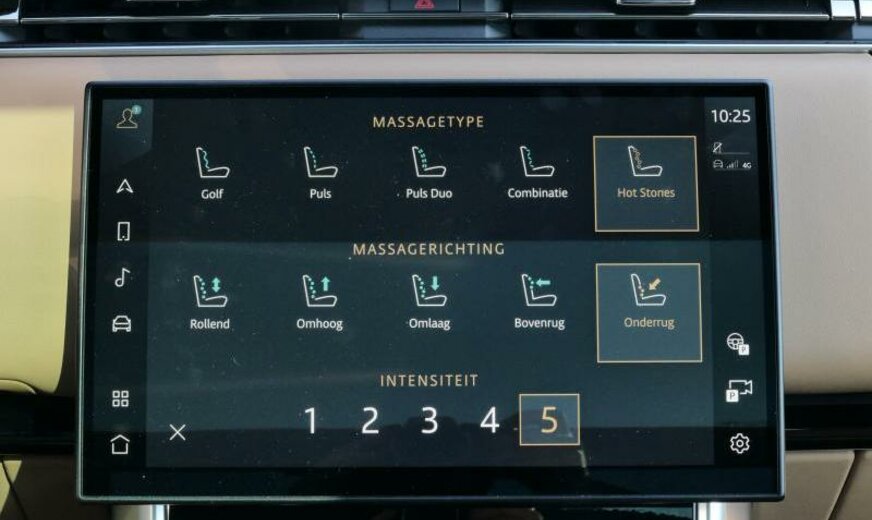 MASSAGETYPE
10:25
4G
Golf
Puls
Puls Duo
Combinatie
Hot Stones
MASSAGERICHTING
Rollend
Omhoog
Omlaag
Bovenrug
Onderrug
P
INTENSITEIT
P
1 2 3 4 5